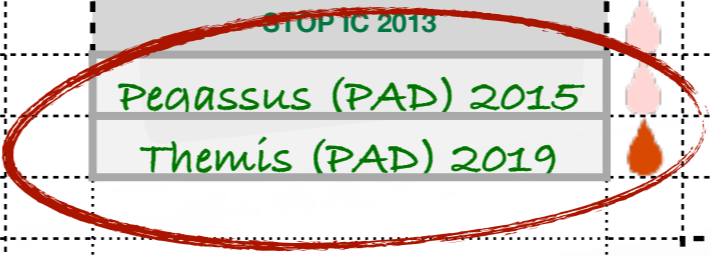 STOP IC 2013
Pegassus (PAD) 2015
Themis (PAD) 2019